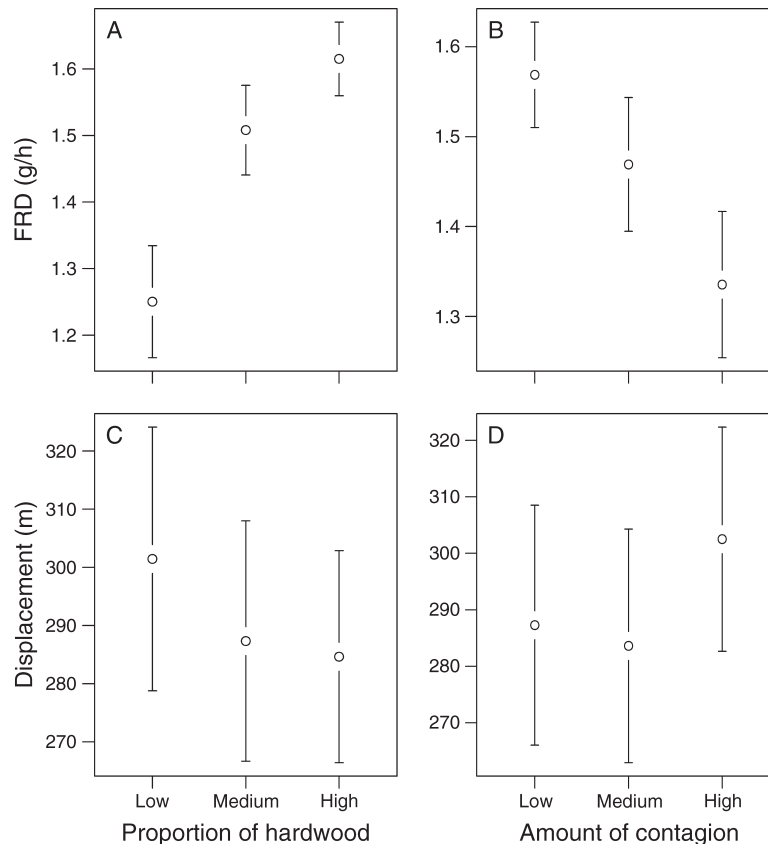 A
FRD (g/h)
1.6
1.5
1.4
1.3
1.2
B
1.6
1.5
1.4
1.3
C
Displacement (m)
320
310
300
290
280
270
Low Medium High
Proportion of hardwood
D
320
310
300
290
280
270
Low Medium High
Amount of contagion